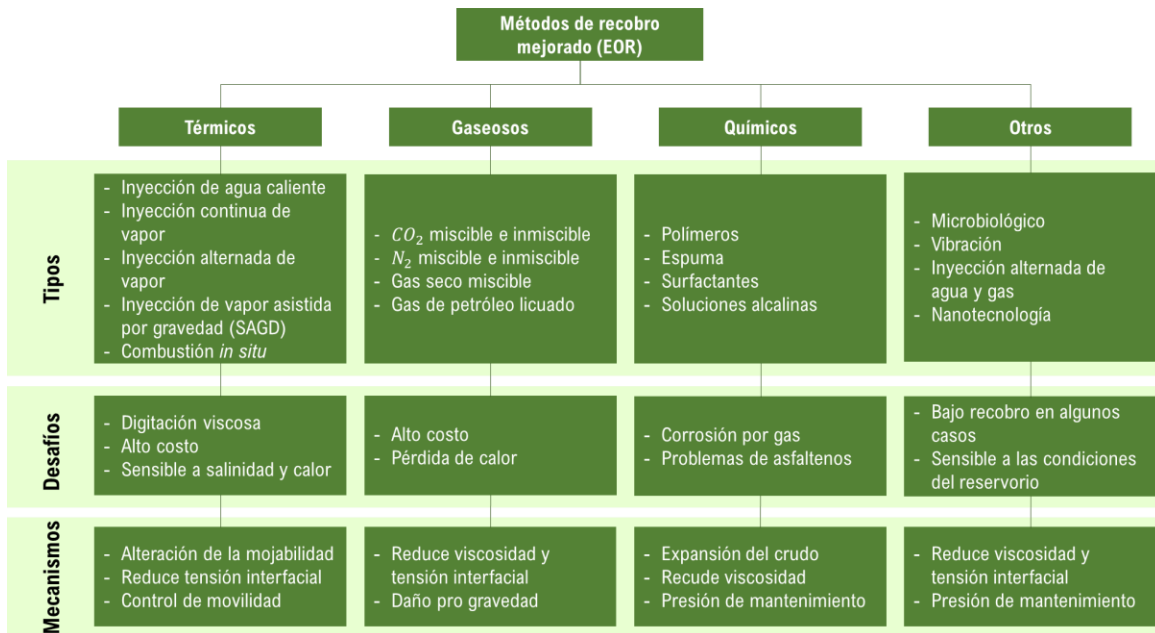 Métodos de recobro
mejorado (EOR)
Térmicos
Gaseosos
Químicos
Otros
Tipos
- Inyección de agua caliente
- Inyección continua de
vapor
- Inyección alternada de
vapor
- Inyección de vapor asistida
por gravedad (SAGD)
- Combustión in situ
- CO₂ miscible e inmiscible
- N₂ miscible e inmiscible
- Gas seco miscible
- Gas de petróleo licuado
- Polímeros
- Espuma
- Surfactantes
- Soluciones alcalinas
- Microbiológico
- Vibración
- Inyección alternada de
agua y gas
- Nanotecnología
Desafíos
- Digitación viscosa
- Alto costo
- Sensible a salinidad y calor
- Alto costo
- Pérdida de calor
- Corrosión por gas
- Problemas de asfaltenos
- Bajo recobro en algunos
casos
- Sensible a las condiciones
del reservorio
Mecanismos
- Alteración de la mojabilidad
- Reduce tensión interfacial
- Control de movilidad
- Reduce viscosidad y
tensión interfacial
- Daño pro gravedad
- Expansión del crudo
- Recude viscosidad
- Presión de mantenimiento
- Reduce viscosidad y
tensión interfacial
- Presión de mantenimiento